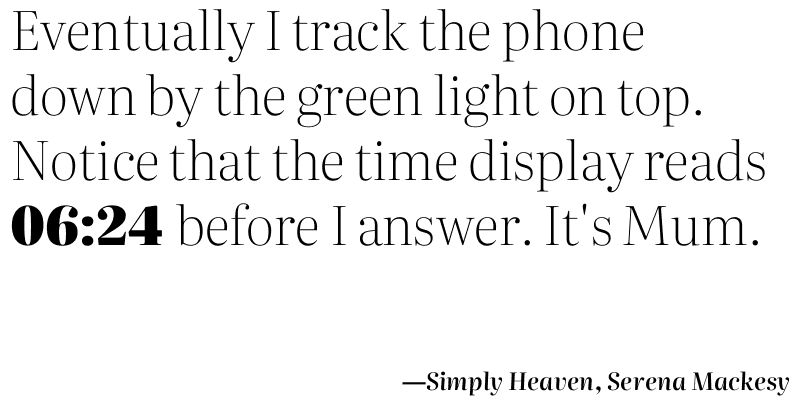 Eventually I track the phone
down by the green light on top.
Notice that the time display reads
06:24 before I answer. It's Mum.
—Simply Heaven, Serena Mackesy